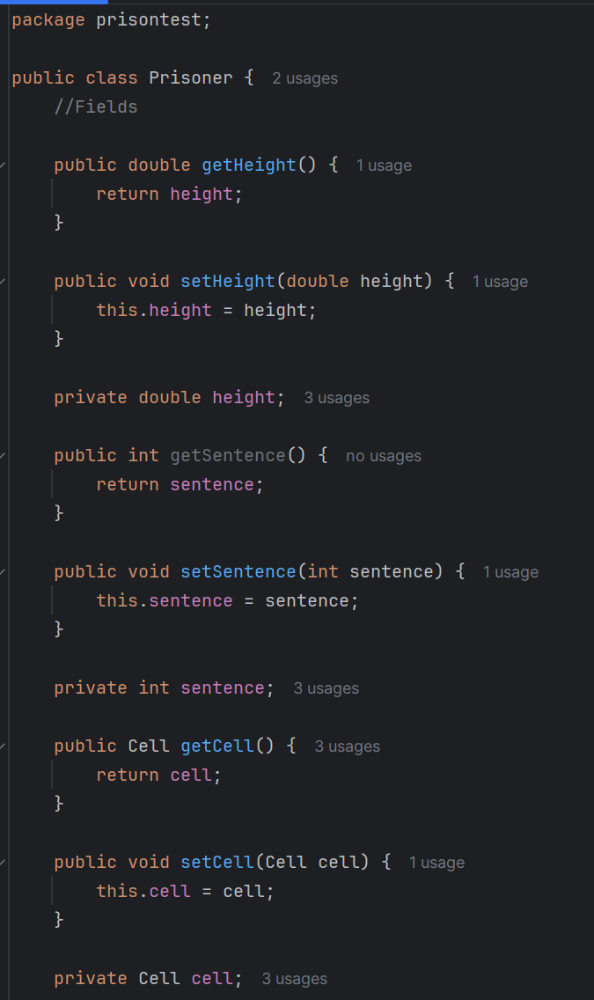 package prisontest;
public class Prisoner { 2 usages
//Fields
public double getHeight() { 1 usage
return height;
}
public void setHeight(double height) { 1 usage
this.height = height;
}
private double height; 3 usages
public int getSentence() { no usages
return sentence;
}
public void setSentence(int sentence) { 1 usage
this.sentence = sentence;
}
private int sentence; 3 usages
public Cell getCell() { 3 usages
return cell;
}
public void setCell(Cell cell) { 1 usage
this.cell = cell;
}
private Cell cell; 3 usages